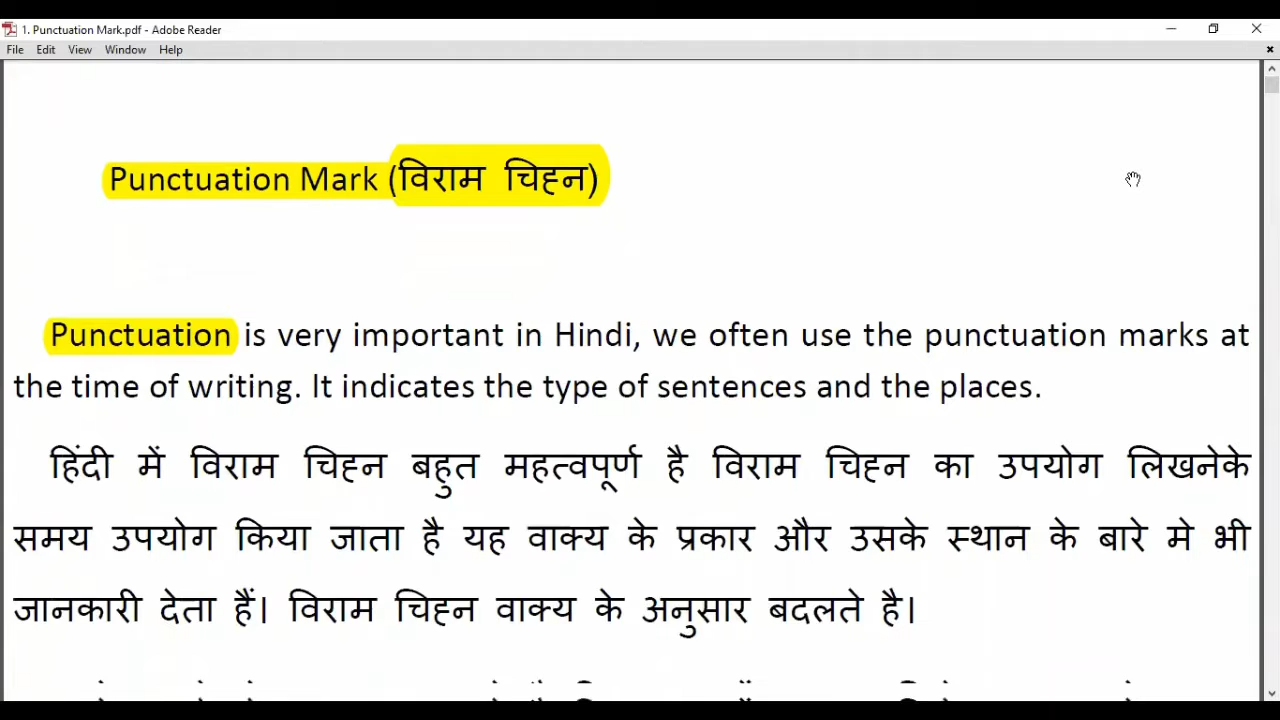 1. Punctuation Mark.pdf - Adobe Reader
File Edit View Window Help
Punctuation Mark (विराम चिह्न)
Punctuation is very important in Hindi, we often use the punctuation marks at
the time of writing. It indicates the type of sentences and the places.
हिंदी में विराम चिह्न बहुत महत्वपूर्ण है विराम चिह्न का उपयोग लिखनेके
समय उपयोग किया जाता है यह वाक्य के प्रकार और उसके स्थान के बारे मे भी
जानकारी देता हैं। विराम चिह्न वाक्य के अनुसार बदलते है।